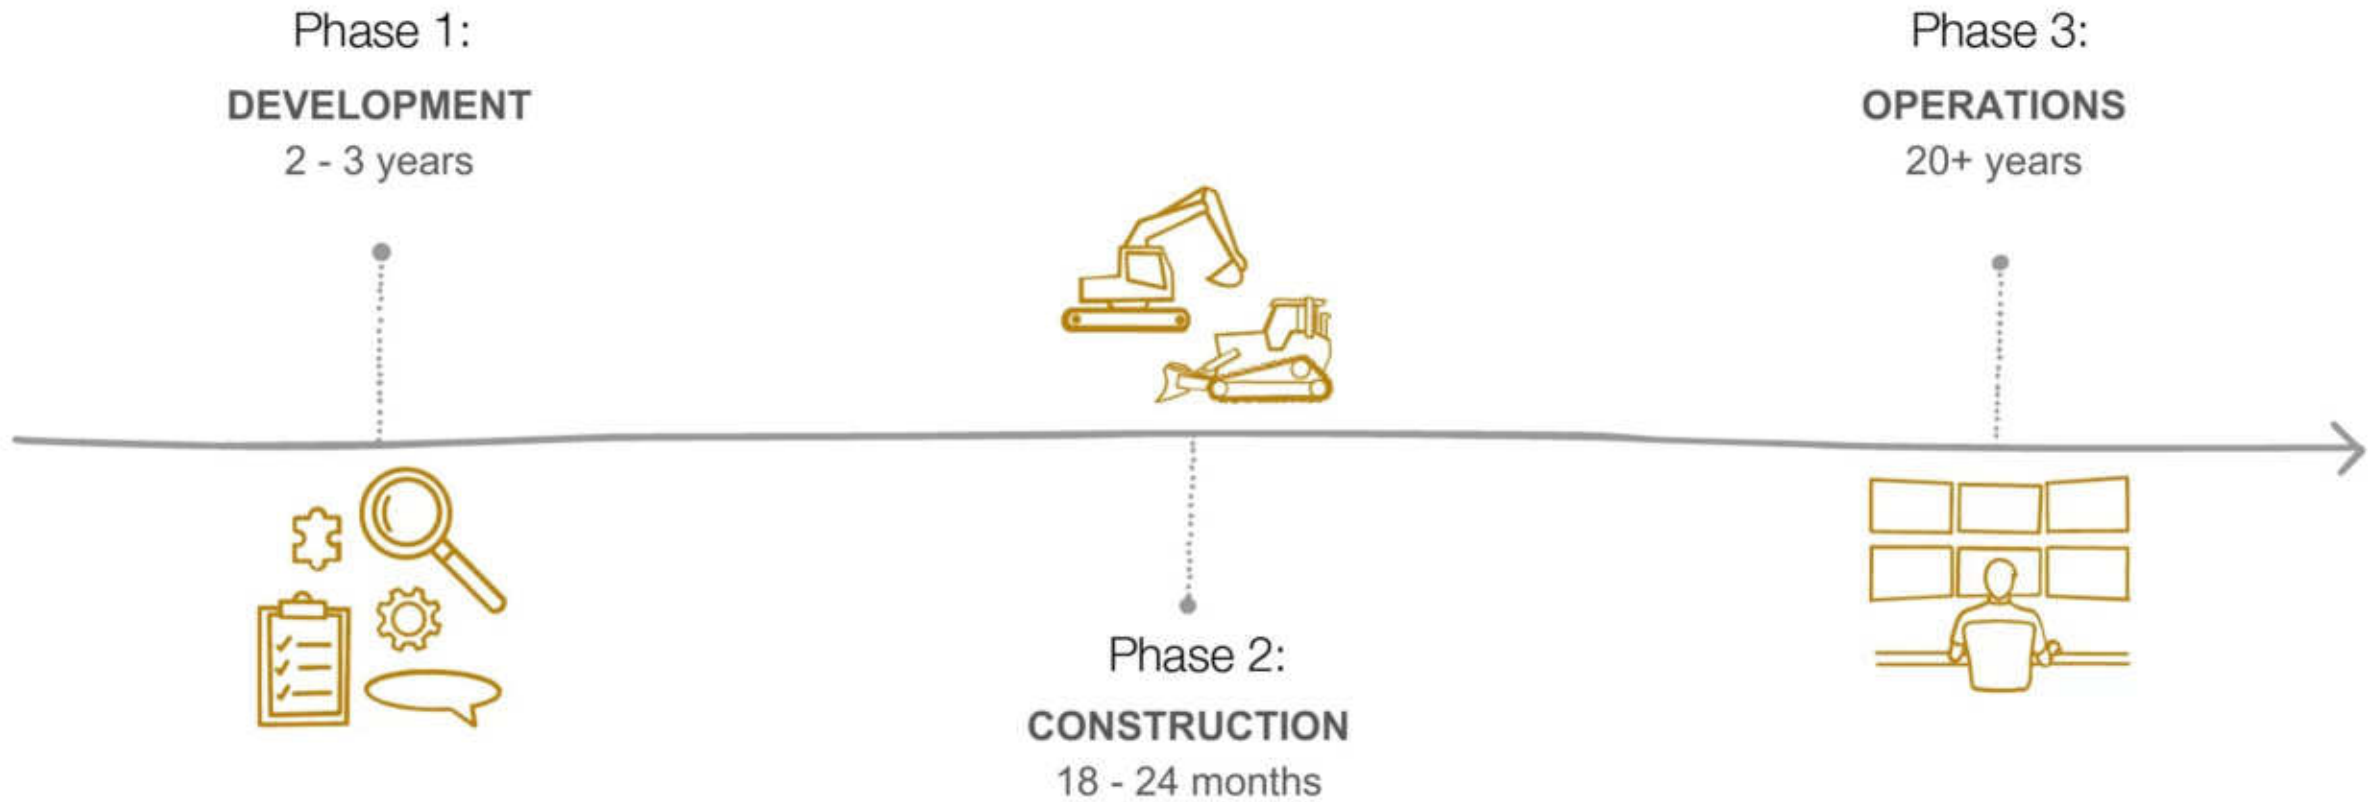 Phase 1:
DEVELOPMENT
2 - 3 years
Phase 2:
CONSTRUCTION
18 - 24 months
Phase 3:
OPERATIONS
20+ years